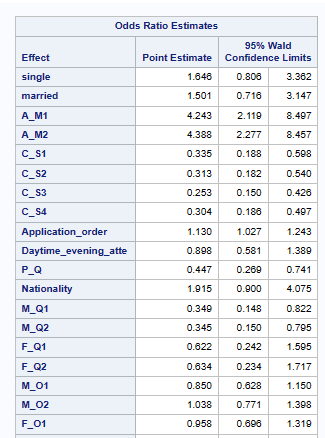 Odds Ratio Estimates
Effect Point Estimate 95% Wald Confidence Limits
single 1.646 0.806 3.362
married 1.501 0.716 3.147
A_M1 4.243 2.119 8.497
A_M2 4.388 2.277 8.457
C_S1 0.335 0.188 0.598
C_S2 0.313 0.182 0.540
C_S3 0.253 0.150 0.426
C_S4 0.304 0.186 0.497
Application_order 1.130 1.027 1.243
Daytime_evening_atte 0.898 0.581 1.389
P_Q 0.447 0.269 0.741
Nationality 1.915 0.900 4.075
M_Q1 0.349 0.148 0.822
M_Q2 0.345 0.150 0.795
F_Q1 0.622 0.242 1.595
F_Q2 0.634 0.234 1.717
M_O1 0.850 0.628 1.150
M_O2 1.038 0.771 1.398
F_O1 0.958 0.696 1.319